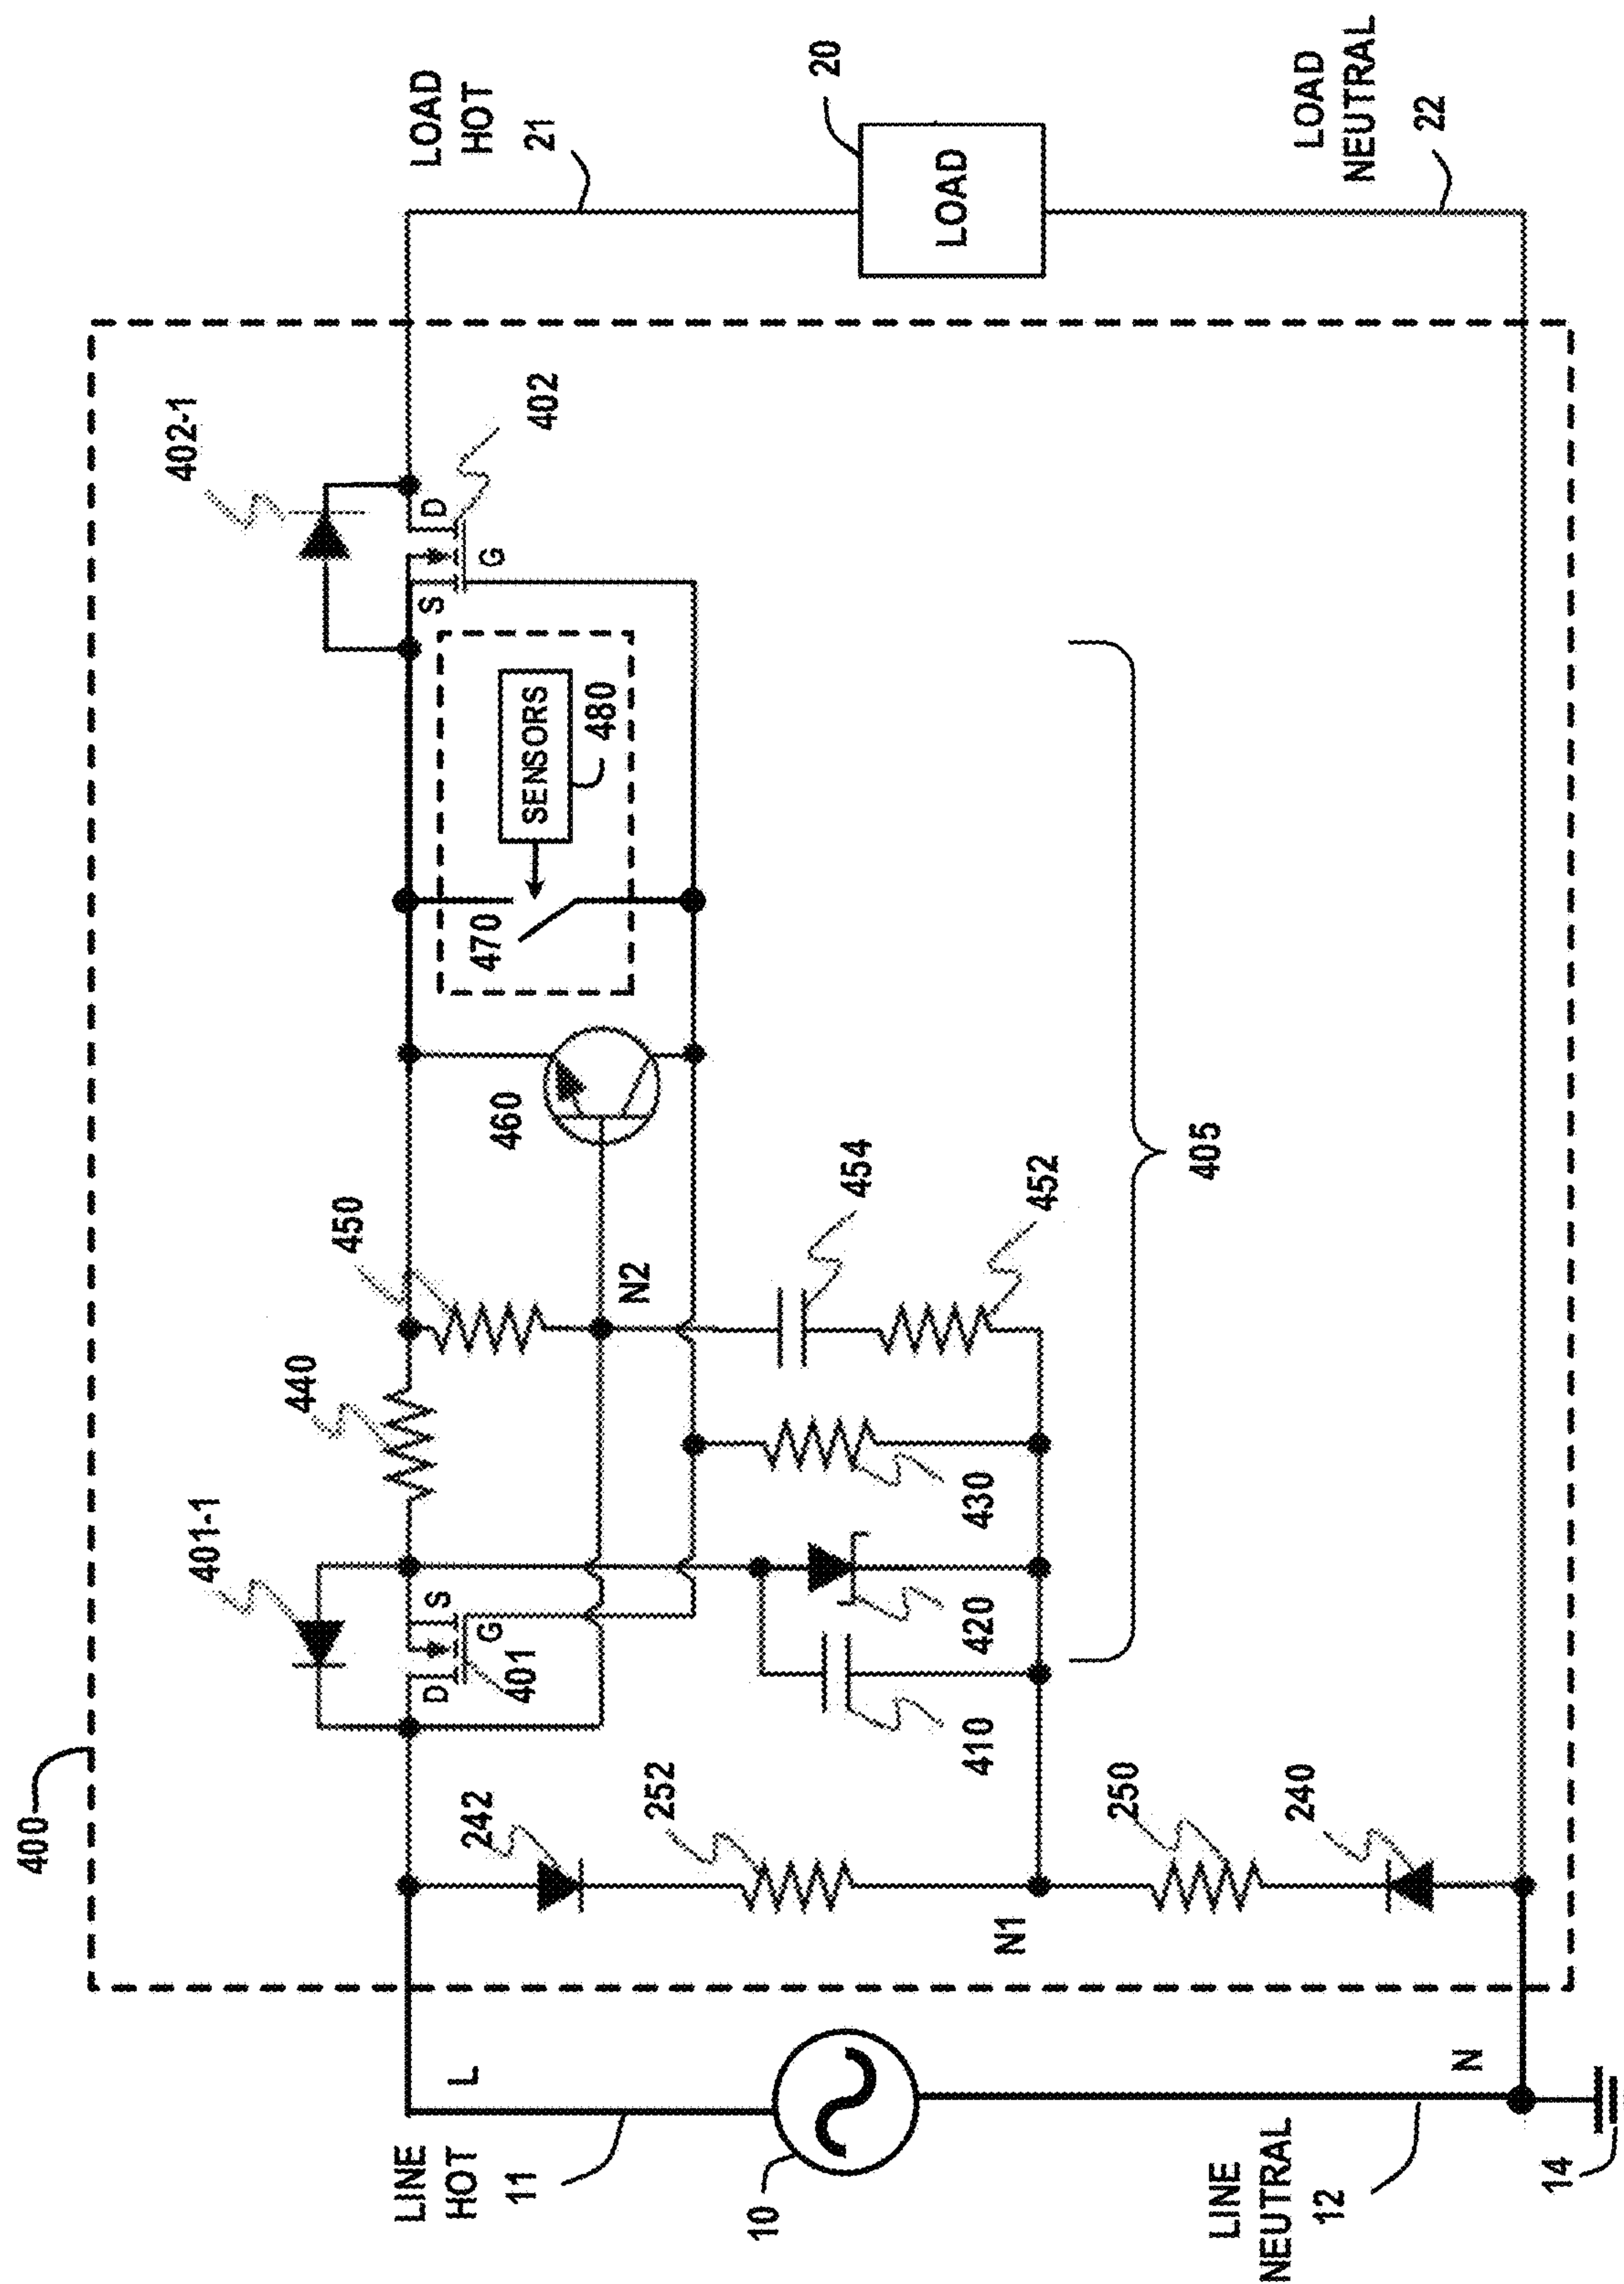 400
LINE
HOT
11
L
10
LINE
NEUTRAL
12
N
14
242
252
N1
250
240
401-1
D
S
G
401
410
420
430
440
450
N2
454
452
405
460
470
SENSORS
480
402-1
S
D
G
402
LOAD
HOT
21
20
LOAD
LOAD
NEUTRAL
22